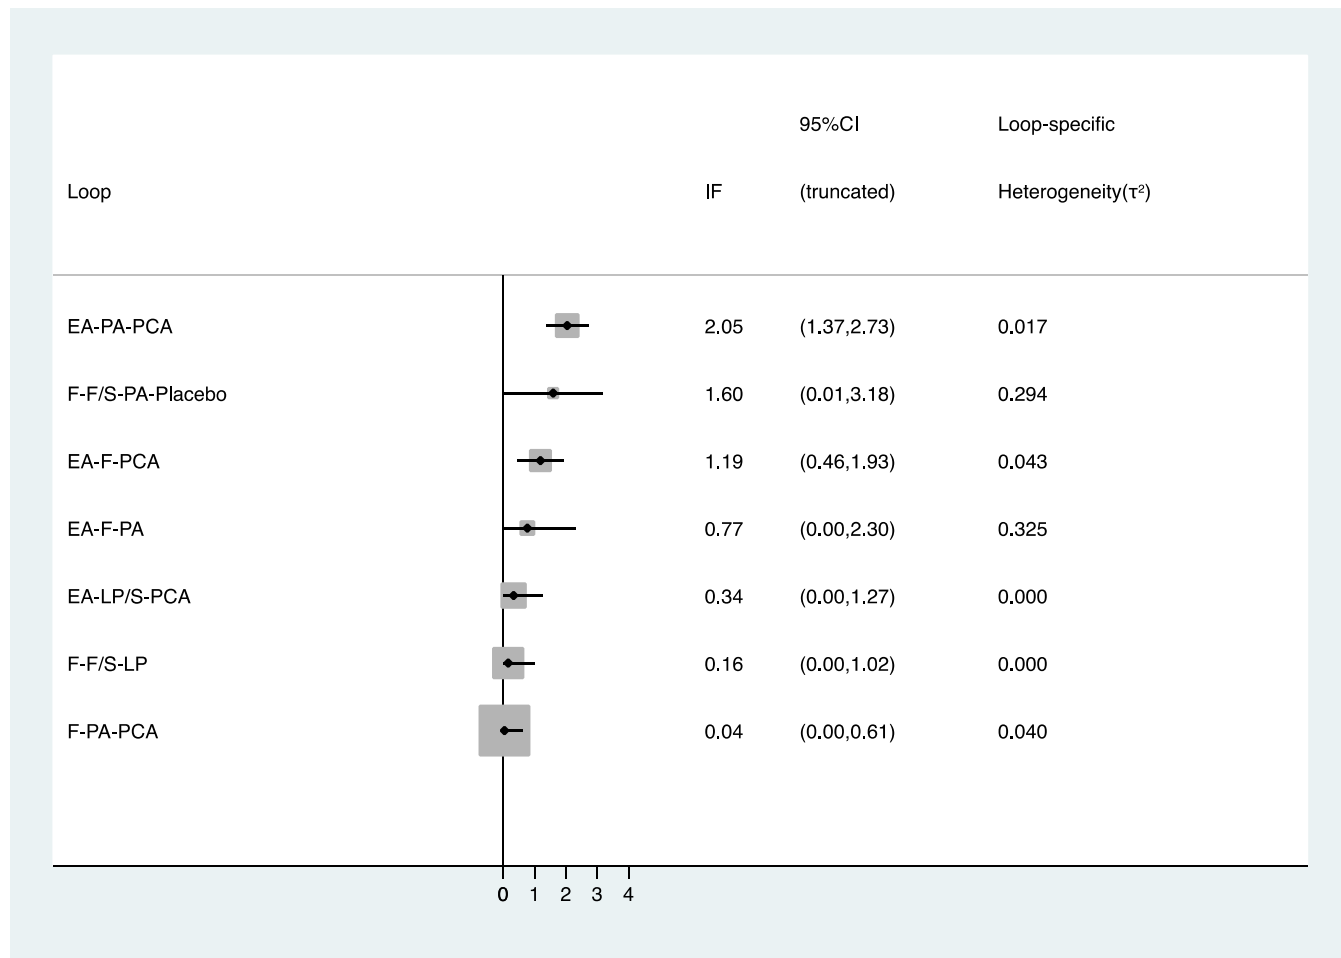 95%CI Loop-specific
Loop IF (truncated) Heterogeneity(τ²)
EA-PA-PCA 2.05 (1.37,2.73) 0.017
F-F/S-PA-Placebo 1.60 (0.01,3.18) 0.294
EA-F-PCA 1.19 (0.46,1.93) 0.043
EA-F-PA 0.77 (0.00,2.30) 0.325
EA-LP/S-PCA 0.34 (0.00,1.27) 0.000
F-F/S-LP 0.16 (0.00,1.02) 0.000
F-PA-PCA 0.04 (0.00,0.61) 0.040
0 1 2 3 4